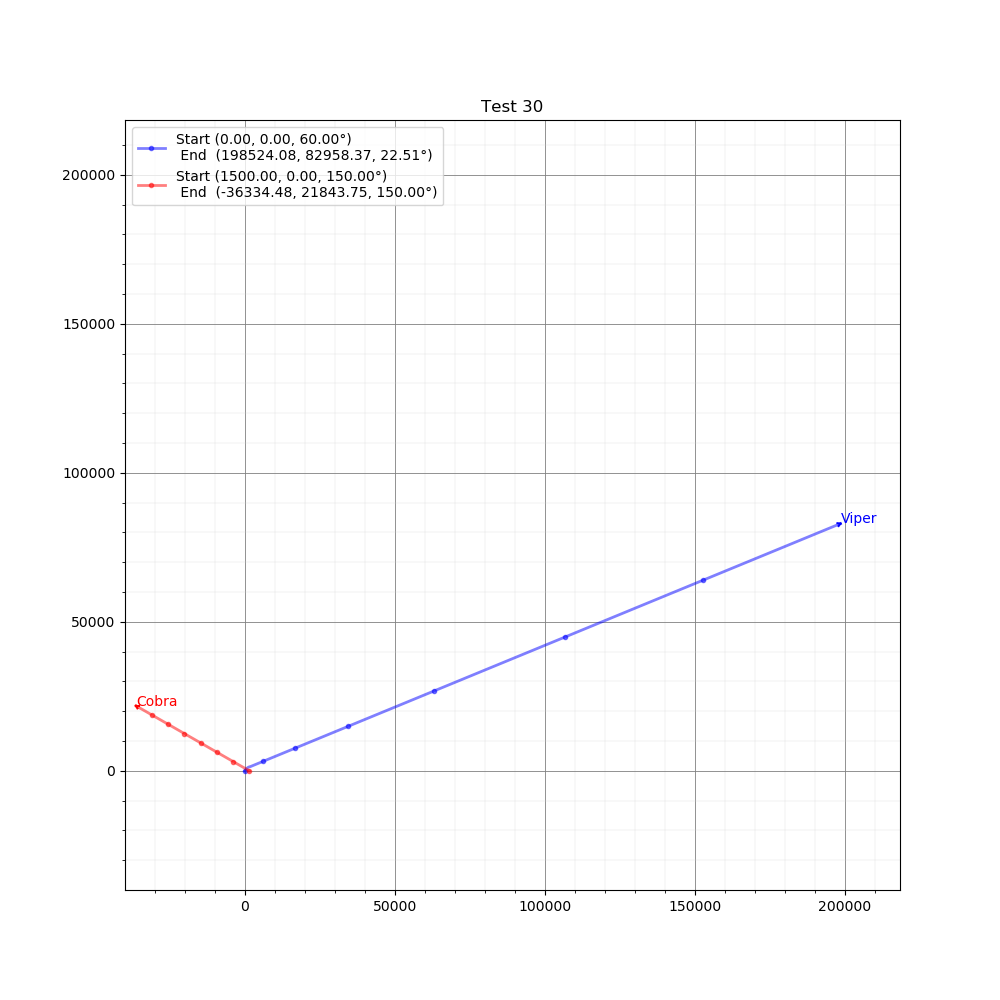 Test 30
Start (0.00, 0.00, 60.00°)
End (198524.08, 82958.37, 22.51°)
Start (1500.00, 0.00, 150.00°)
End (-36334.48, 21843.75, 150.00°)
200000
150000
100000
Viper
50000
Cobra
0
0
50000
100000
150000
200000